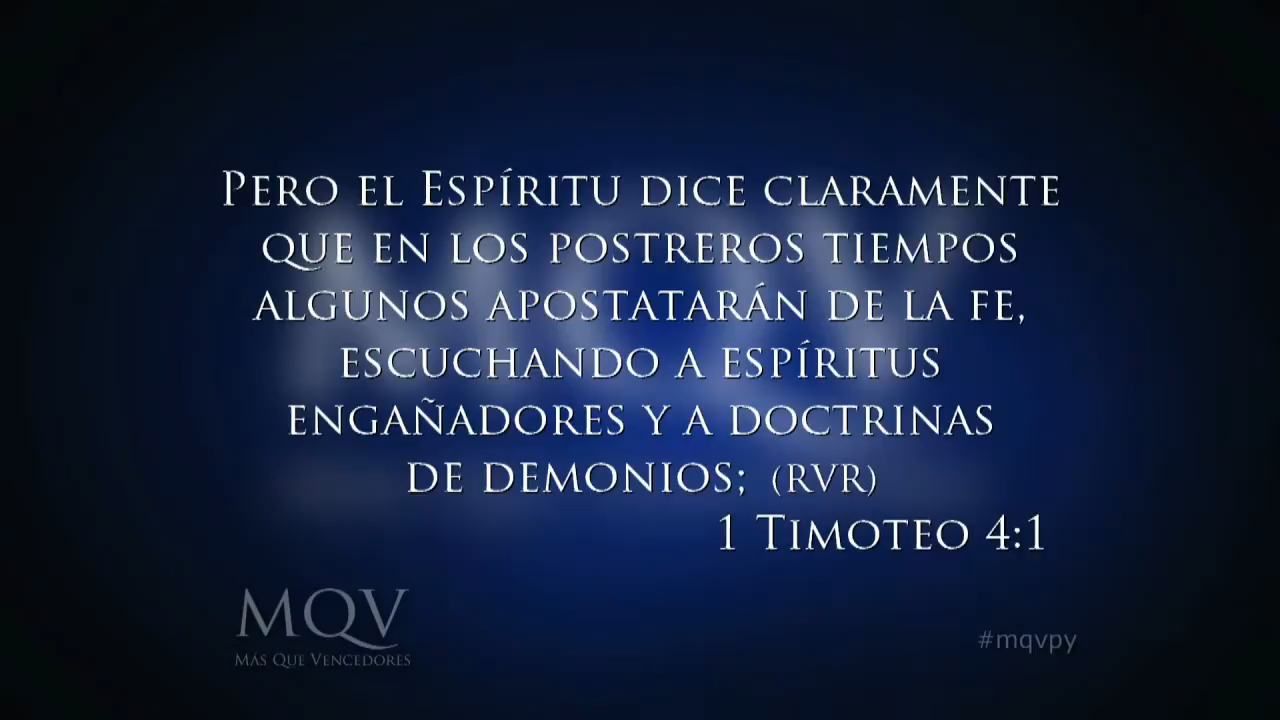 Pero el Espíritu dice claramente
que en los postreros tiempos
algunos apostatarán de la fe,
escuchando a espíritus
engañadores y a doctrinas
de demonios; (RVR)
1 Timoteo 4:1
MQV
Más Que Vencedores
#mqvpy